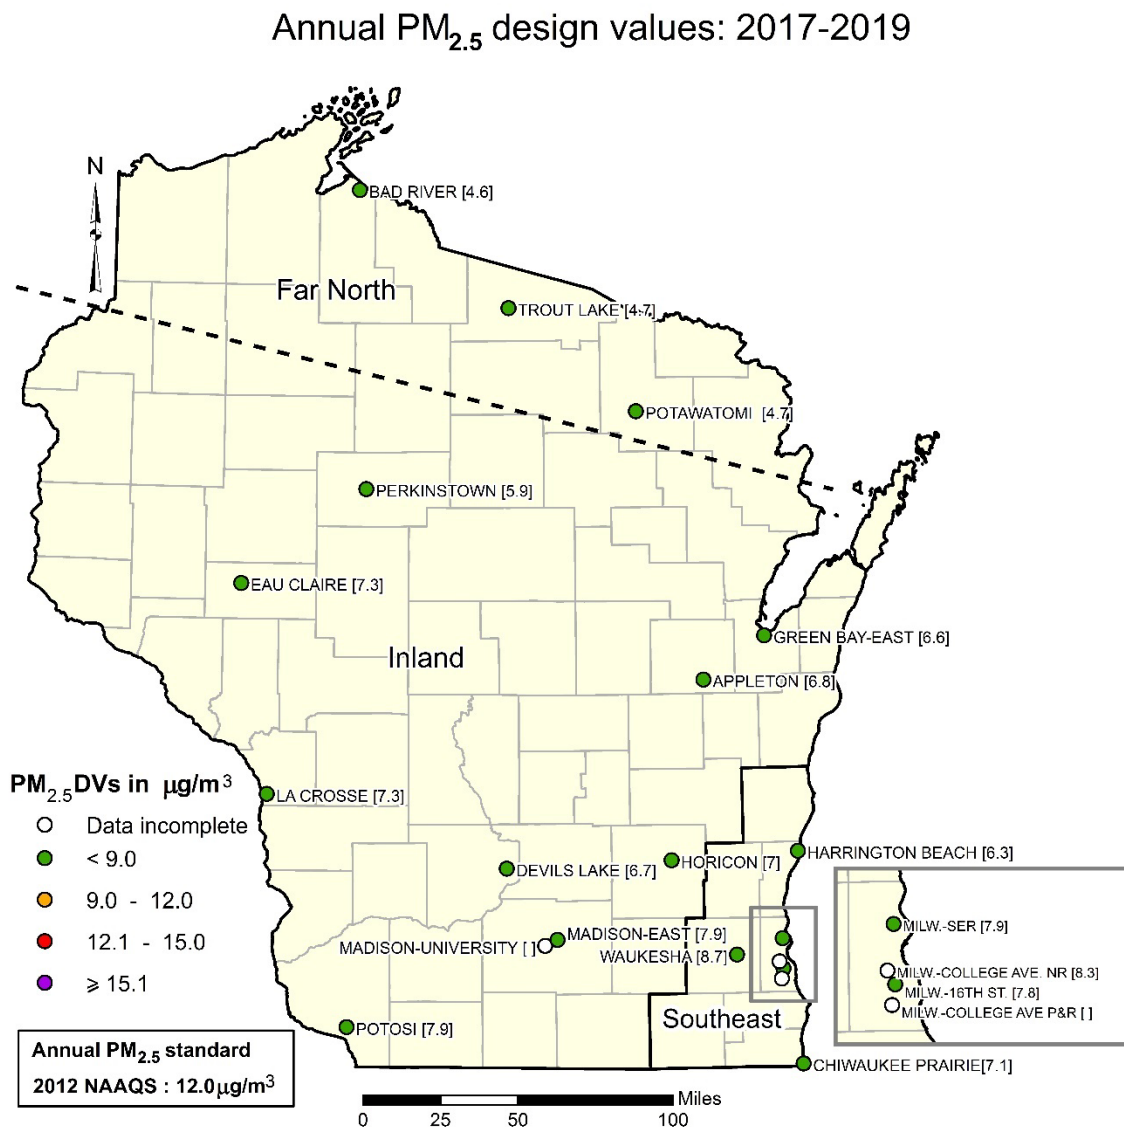 Annual PM2.5 design values: 2017-2019
N
BAD RIVER [4.6]
Far North
TROUT LAKE [4.7]
POTAWATOMI [4.7]
PERKINSTOWN [5.9]
EAU CLAIRE [7.3]
GREEN BAY-EAST [6.6]
Inland
APPLETON [6.8]
LA CROSSE [7.3]
HARRINGTON BEACH [6.3]
HORICON [7]
DEVILS LAKE [6.7]
MADISON-EAST [7.9]
MADISON-UNIVERSITY [ ]
WAUKESHA [8.7]
MILW.-SER [7.9]
MILW.-COLLEGE AVE. NR [8.3]
MILW.-16TH ST. [7.8]
MILW.-COLLEGE AVE P&R [ ]
Southeast
POTOSI [7.9]
CHIWAUKEE PRAIRIE[7.1]
PM2.5DVs in µg/m3
Data incomplete
< 9.0
9.0 - 12.0
12.1 - 15.0
⩾ 15.1
Annual PM2.5 standard
2012 NAAQS : 12.0µg/m3
Miles
0 25 50 100